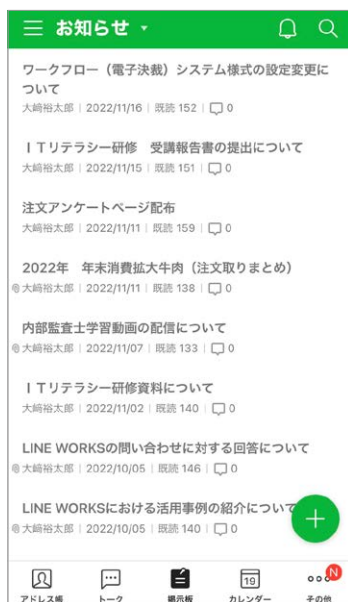 お知らせ
ワークフロー（電子決裁）システム様式の設定変更に
ついて
大﨑裕太郎 | 2022/11/16 | 既読 152 | 0
ＩＴリテラシー研修　受講報告書の提出について
大﨑裕太郎 | 2022/11/15 | 既読 151 | 0
注文アンケートページ配布
大﨑裕太郎 | 2022/11/11 | 既読 159 | 0
2022年　年末消費拡大牛肉（注文取りまとめ）
大﨑裕太郎 | 2022/11/11 | 既読 138 | 0
内部監査士学習動画の配信について
大﨑裕太郎 | 2022/11/07 | 既読 133 | 0
ＩＴリテラシー研修資料について
大﨑裕太郎 | 2022/11/02 | 既読 140 | 0
LINE WORKSの問い合わせに対する回答について
大﨑裕太郎 | 2022/10/05 | 既読 146 | 0
LINE WORKSにおける活用事例の紹介について
大﨑裕太郎 | 2022/10/05 | 既読 140 | 0
19
N
アドレス帳 トーク 掲示板 カレンダー その他